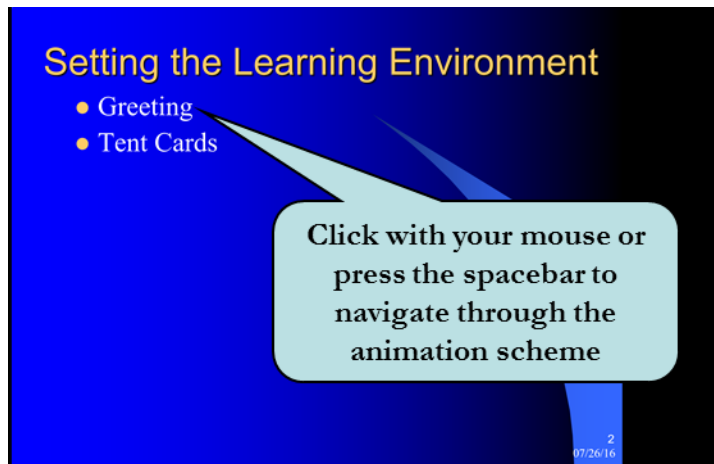 Setting the Learning Environment
Greeting
Tent Cards
Click with your mouse or
press the spacebar to
navigate through the
animation scheme
2
07/26/16